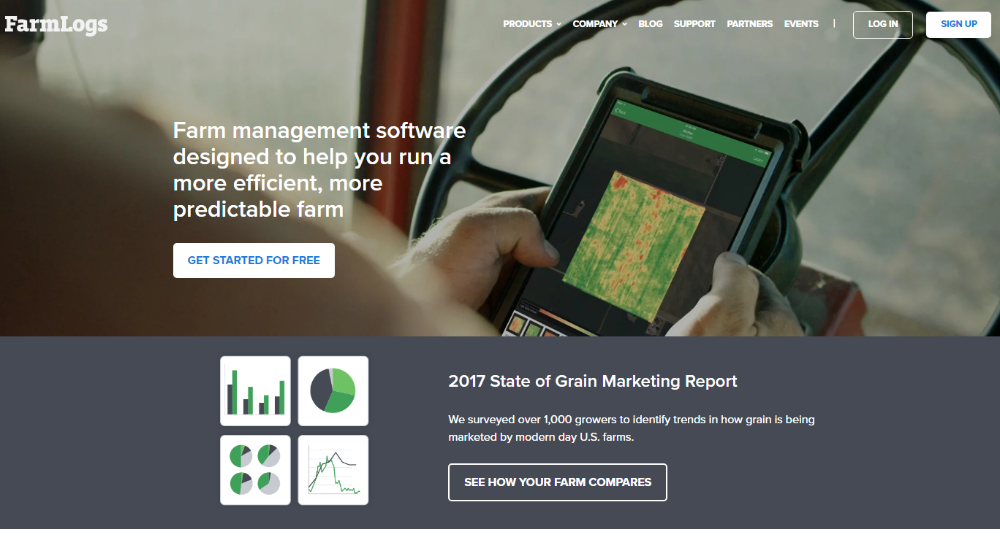 FarmLogs
PRODUCTS
COMPANY
BLOG
SUPPORT
PARTNERS
EVENTS
|
LOG IN
SIGN UP
Farm management software
designed to help you run a
more efficient, more
predictable farm
GET STARTED FOR FREE
Back
Learn
2017 State of Grain Marketing Report
We surveyed over 1,000 growers to identify trends in how grain is being
marketed by modern day U.S. farms.
SEE HOW YOUR FARM COMPARES